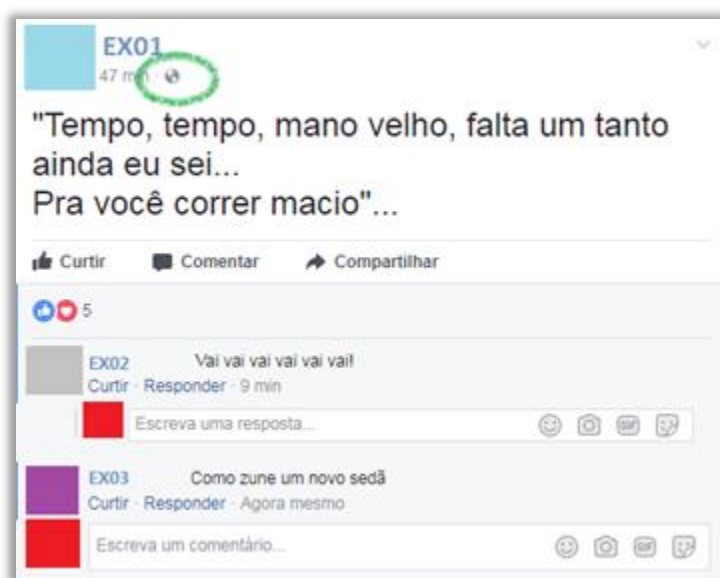 EX01
47 min ·
"Tempo, tempo, mano velho, falta um tanto
ainda eu sei...
Pra você correr macio"...
Curtir Comentar Compartilhar
5
EX02 Vai vai vai vai vai vai!
Curtir · Responder · 9 min
Escreva uma resposta...
GIF
EX03 Como zune um novo sedã
Curtir · Responder · Agora mesmo
Escreva um comentário...
GIF